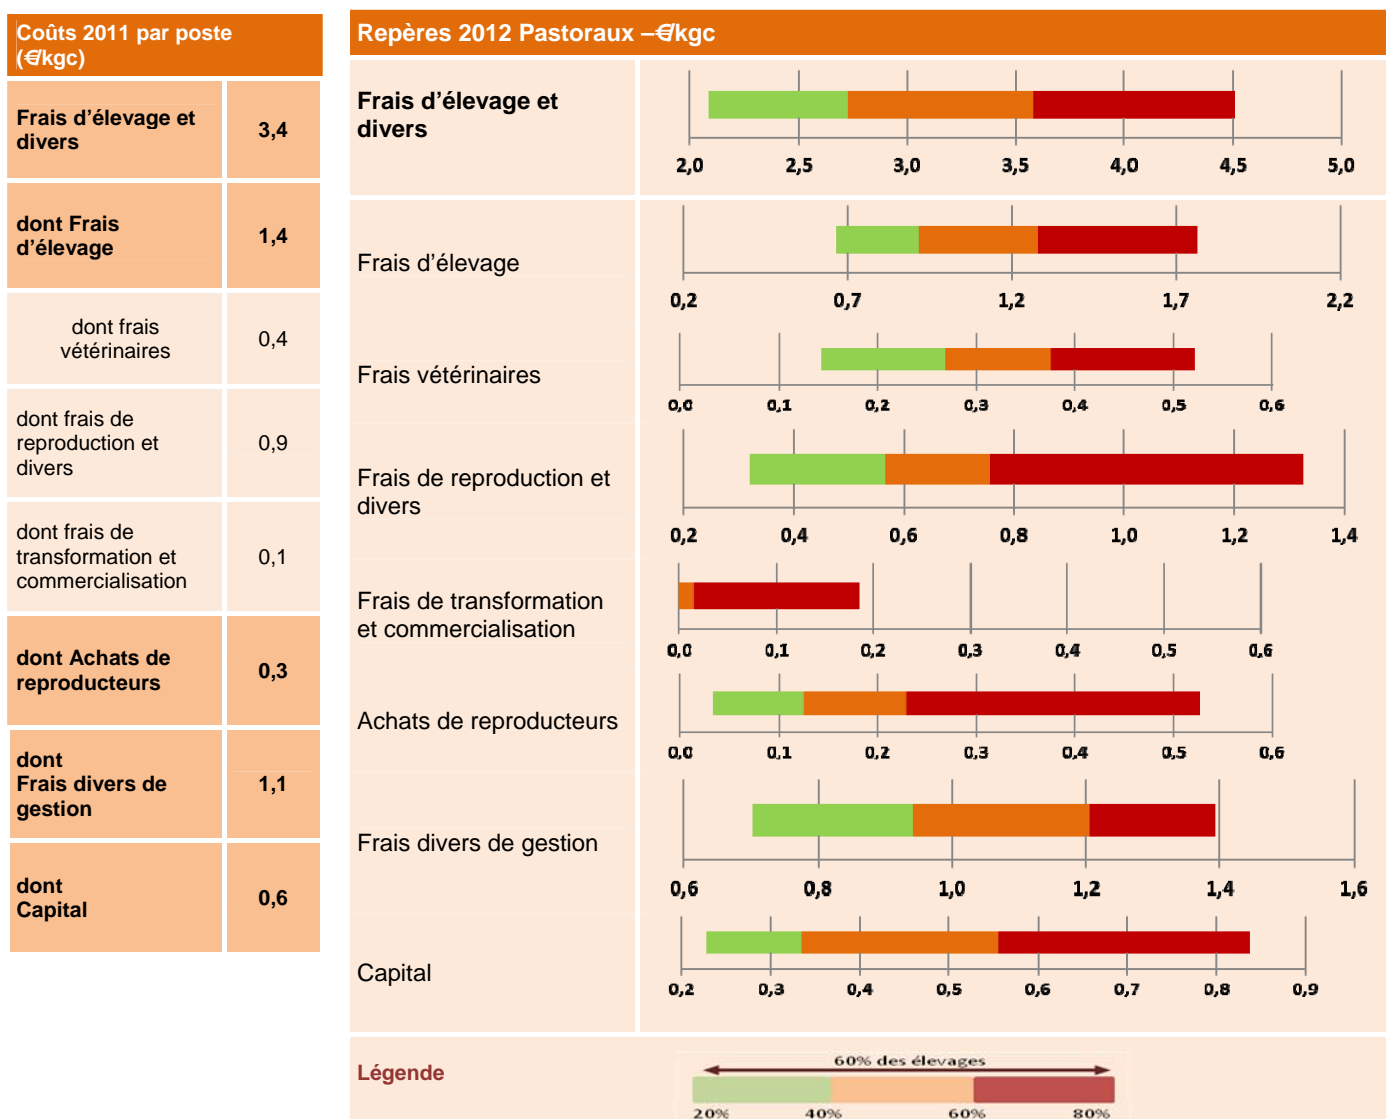 Coûts 2011 par poste
(€/kgc)
Frais d'élevage et
divers
3,4
dont Frais
d'élevage
1,4
dont frais
vétérinaires
0,4
dont frais de
reproduction et
divers
0,9
dont frais de
transformation et
commercialisation
0,1
dont Achats de
reproducteurs
0,3
dont
Frais divers de
gestion
1,1
dont
Capital
0,6
Repères 2012 Pastoraux –€/kgc
Frais d'élevage et
divers
2,0 2,5 3,0 3,5 4,0 4,5 5,0
Frais d'élevage
0,2 0,7 1,2 1,7 2,2
Frais vétérinaires
0,0 0,1 0,2 0,3 0,4 0,5 0,6
Frais de reproduction et
divers
0,2 0,4 0,6 0,8 1,0 1,2 1,4
Frais de transformation
et commercialisation
0,0 0,1 0,2 0,3 0,4 0,5 0,6
Achats de reproducteurs
0,0 0,1 0,2 0,3 0,4 0,5 0,6
Frais divers de gestion
0,6 0,8 1,0 1,2 1,4 1,6
Capital
0,2 0,3 0,4 0,5 0,6 0,7 0,8 0,9
Légende
60% des élevages
20% 40% 60% 80%